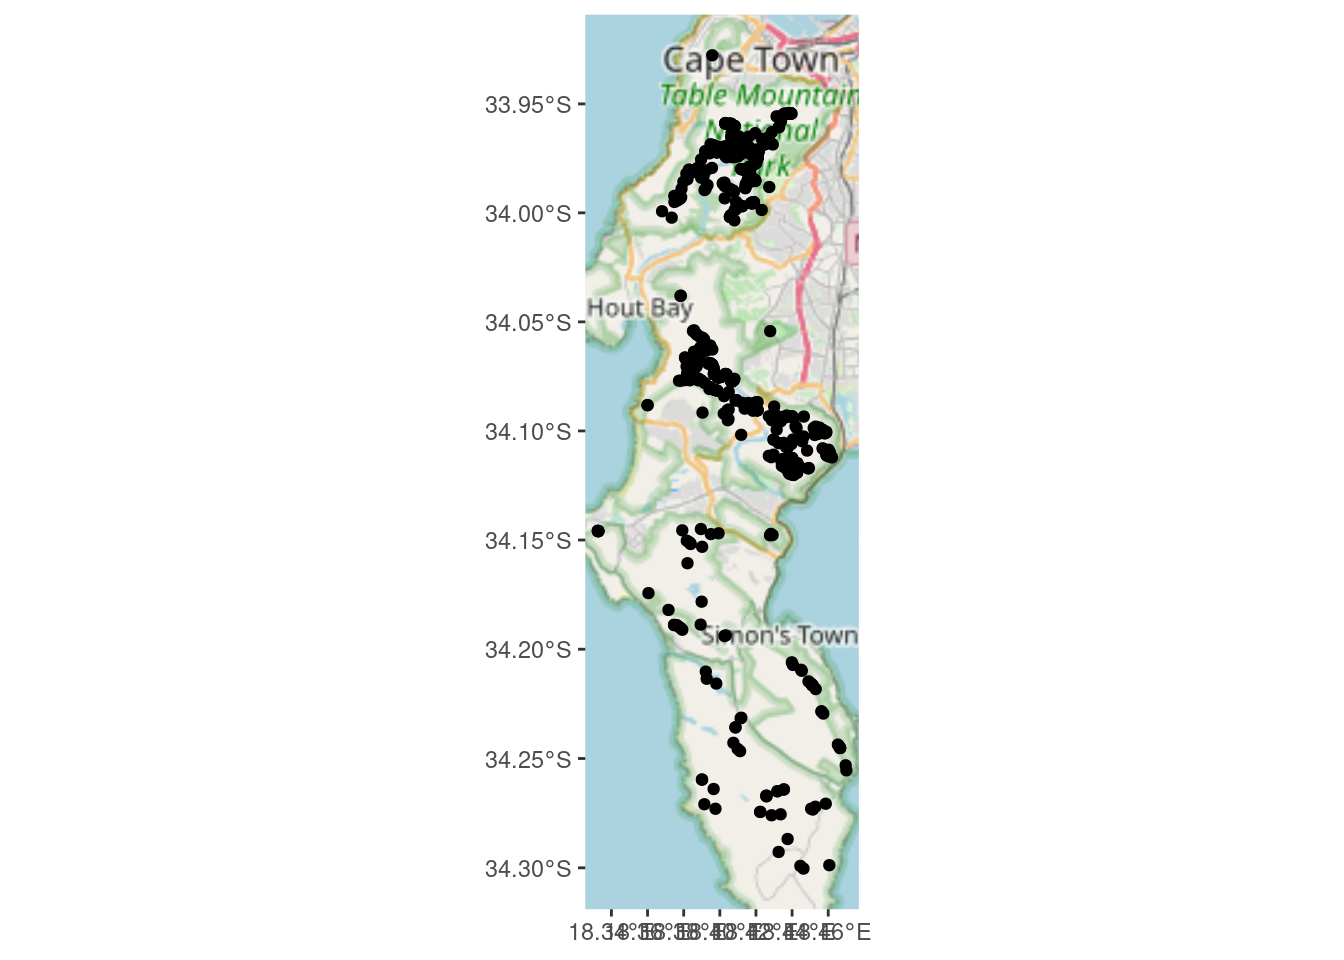 Cape Town
Table Mountain
National
Park
33.95°S
34.00°S
Hout Bay
34.05°S
34.10°S
34.15°S
Simon's Town
34.20°S
34.25°S
34.30°S
18.34°E 18.36°E 18.38°E 18.40°E 18.42°E 18.44°E 18.46°E